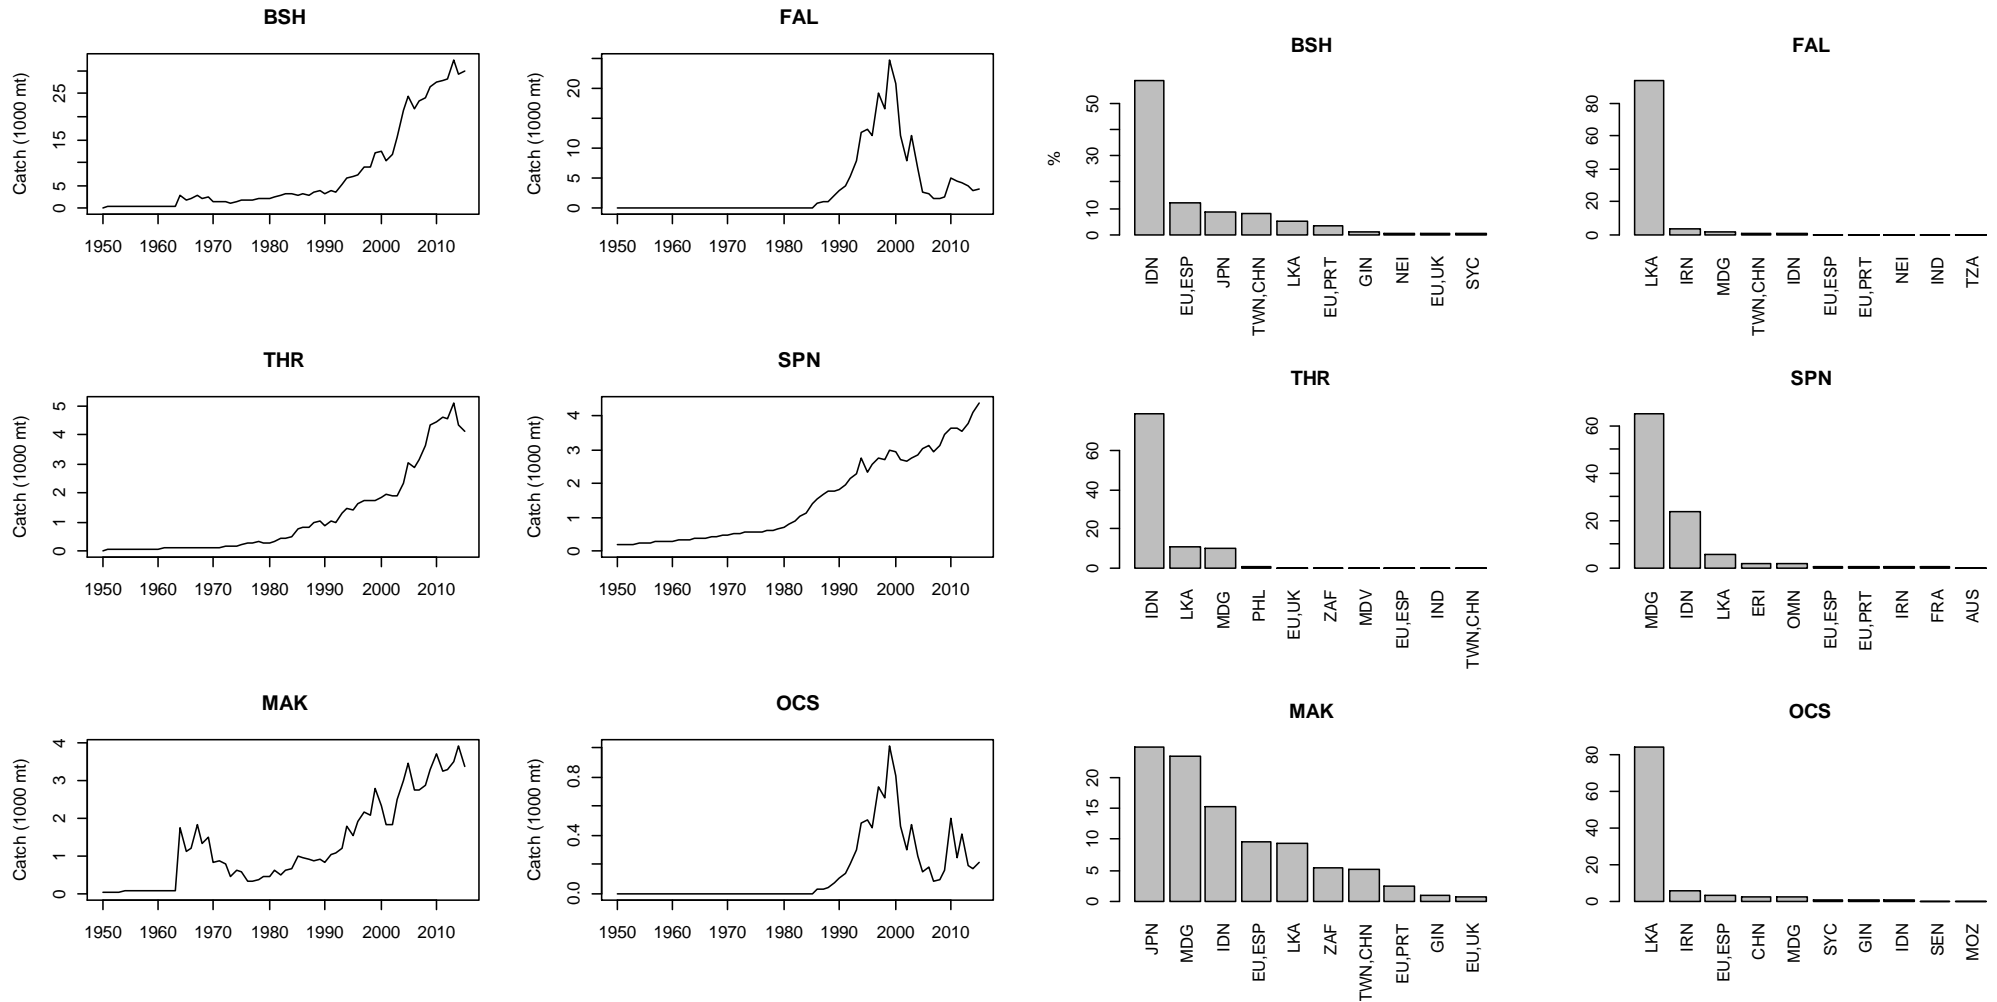 BSH
Catch (1000 mt)
0 5 15 25
1950 1960 1970 1980 1990 2000 2010
FAL
Catch (1000 mt)
0 5 10 20
1950 1960 1970 1980 1990 2000 2010
BSH
%
0 10 30 50
IDN
EU,ESP
JPN
TWN,CHN
LKA
EU,PRT
GIN
NEI
EU,UK
SYC
FAL
0 20 40 60 80
LKA
IRN
MDG
TWN,CHN
IDN
EU,ESP
EU,PRT
NEI
IND
TZA
THR
Catch (1000 mt)
0 1 2 3 4 5
1950 1960 1970 1980 1990 2000 2010
SPN
Catch (1000 mt)
0 1 2 3 4
1950 1960 1970 1980 1990 2000 2010
THR
0 20 40 60
IDN
LKA
MDG
PHL
EU,UK
ZAF
MDV
EU,ESP
IND
TWN,CHN
SPN
0 20 40 60
MDG
IDN
LKA
ERI
OMN
EU,ESP
EU,PRT
IRN
FRA
AUS
MAK
Catch (1000 mt)
0 1 2 3 4
1950 1960 1970 1980 1990 2000 2010
OCS
Catch (1000 mt)
0.0 0.4 0.8
1950 1960 1970 1980 1990 2000 2010
MAK
0 5 10 15 20
JPN
MDG
IDN
EU,ESP
LKA
ZAF
TWN,CHN
EU,PRT
GIN
EU,UK
OCS
0 20 40 60 80
LKA
IRN
EU,ESP
CHN
MDG
SYC
GIN
IDN
SEN
MOZ